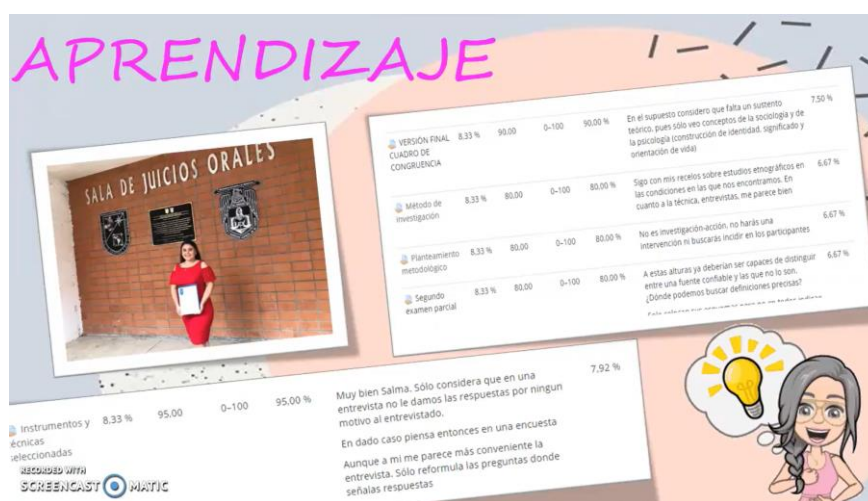 APRENDIZAJE
SALA DE JUICIOS ORALES
VERSIÓN FINAL CUADRO DE CONGRUENCIA 8,33 % 90,00 0–100 90,00 % En el supuesto considero que falta un sustento 7,50 %
teórico, pues sólo veo conceptos de la sociología y de
la psicología (construcción de identidad, significado y
orientación de vida)
Método de investigación 8,33 % 80,00 0–100 80,00 % Sigo con mis recelos sobre estudios etnográficos en 6,67 %
las condiciones en las que nos encontramos. En
cuanto a la técnica, entrevistas, me parece bien
Planteamiento metodológico 8,33 % 80,00 0–100 80,00 % No es investigación-acción, no harás una 6,67 %
intervención ni buscarás incidir en los participantes
Segundo examen parcial 8,33 % 80,00 0–100 80,00 % A estas alturas ya deberían ser capaces de distinguir 6,67 %
entre una fuente confiable y las que no lo son.
¿Dónde podemos buscar definiciones precisas?
Instrumentos y técnicas seleccionadas 8,33 % 95,00 0–100 95,00 % Muy bien Salma. Sólo considera que en una 7,92 %
entrevista no le damos las respuestas por ningun
motivo al entrevistado.
En dado caso piensa entonces en una encuesta
Aunque a mi me parece más conveniente la
entrevista. Sólo reformula las preguntas donde
señalas respuestas
RECORDED WITH
SCREENCAST MATIC